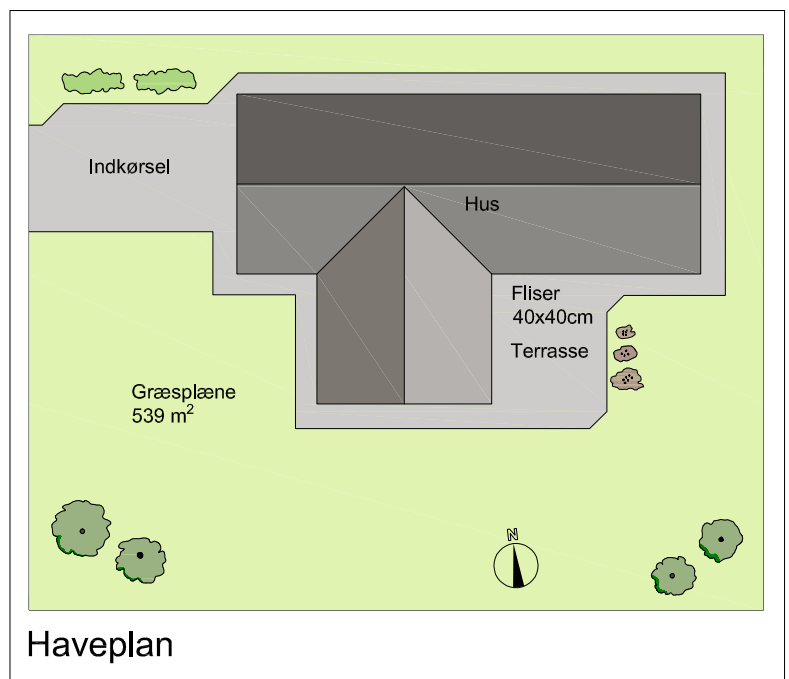 Indkørsel
Hus
Fliser
40x40cm
Terrasse
Græsplæne
539 m²
N
Haveplan